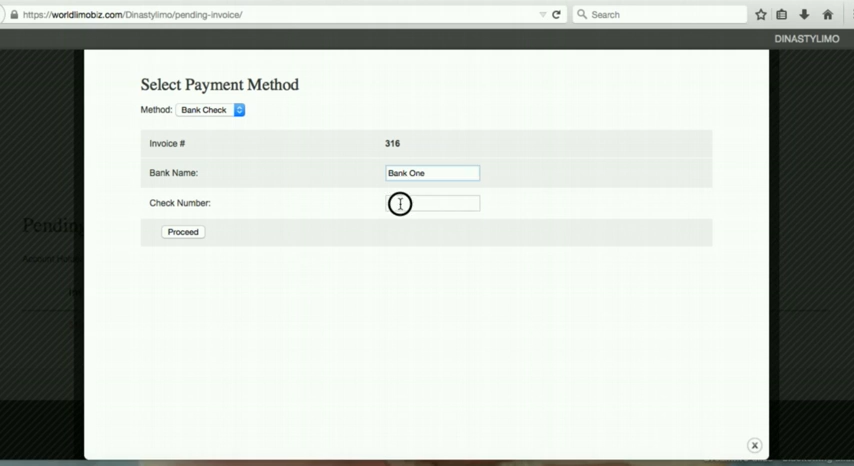 https://worldlimobiz.com/Dinastylimo/pending-invoice/
Search
DINASTYLIMO
Select Payment Method
Method: Bank Check
Invoice # 316
Bank Name: Bank One
Check Number:
Proceed
Pending
x